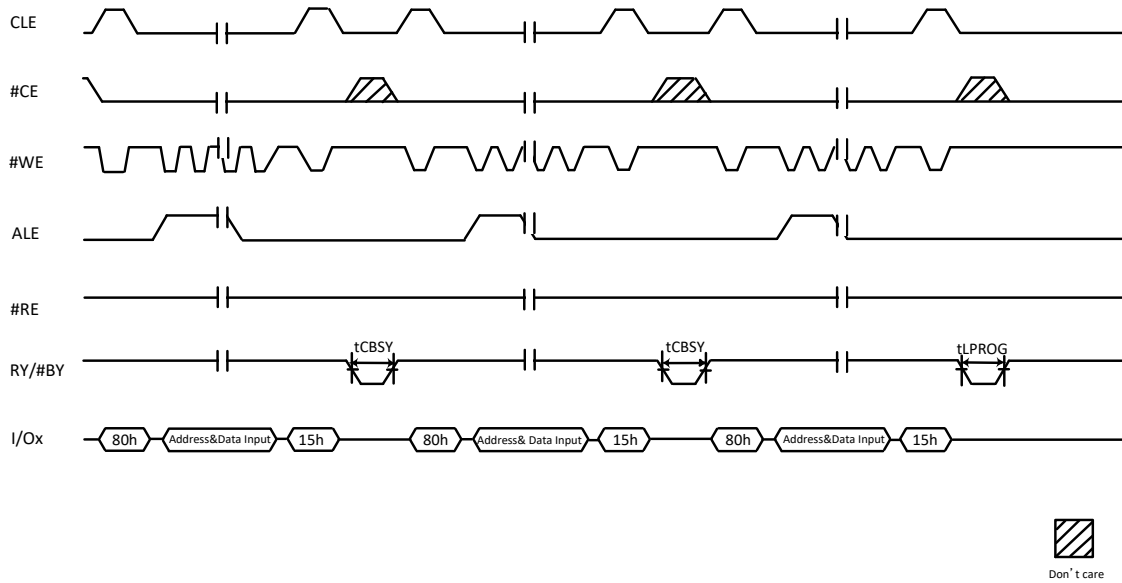 CLE
#CE
#WE
ALE
#RE
RY/#BY
tCBSY
tCBSY
tLPROG
I/Ox
80h
Address&Data Input
15h
80h
Address& Data Input
15h
80h
Address&Data Input
15h
Don't care